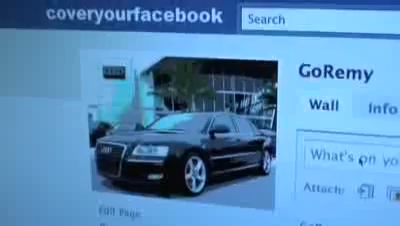 coveryourfacebook
Search
GoRemy
Wall Info
What's on yo
Attach:
Edit Page